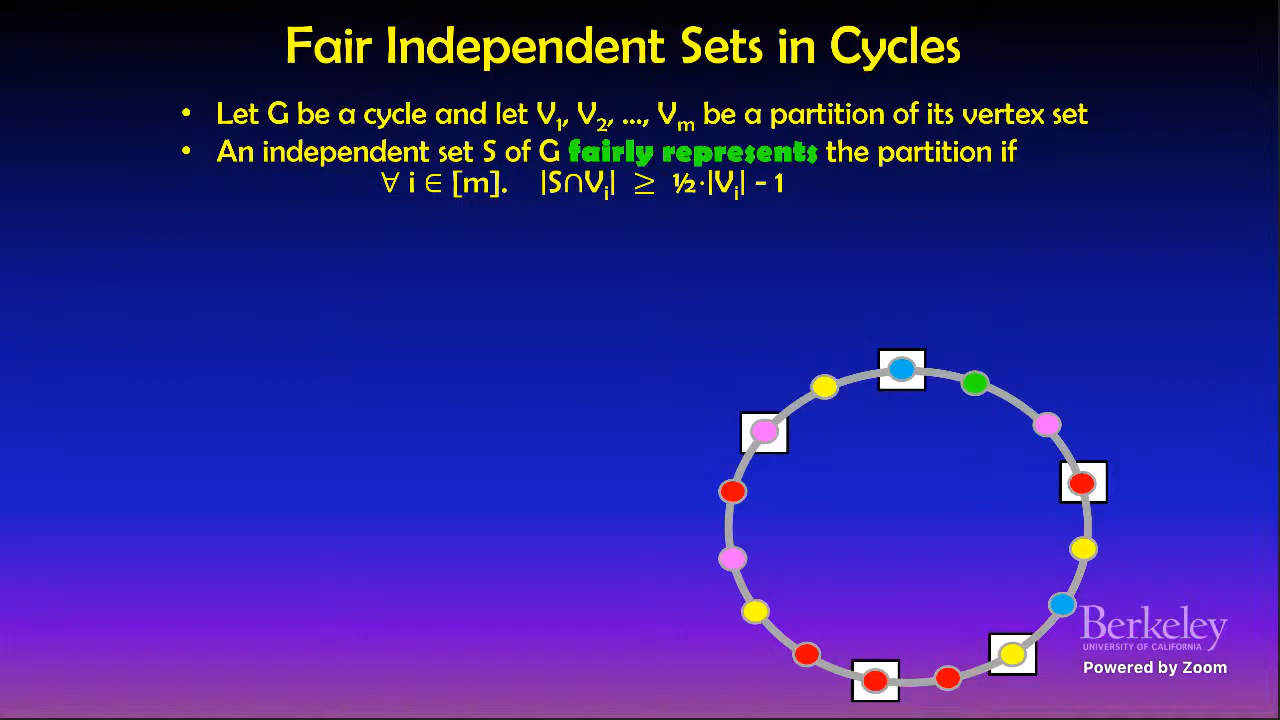 Fair Independent Sets in Cycles
• Let G be a cycle and let V₁, V₂, ..., Vₘ be a partition of its vertex set
• An independent set S of G fairly represents the partition if
∀ i ∈ [m]. |S∩Vᵢ| ≥ ½·|Vᵢ| - 1
Berkeley
UNIVERSITY OF CALIFORNIA
Powered by Zoom